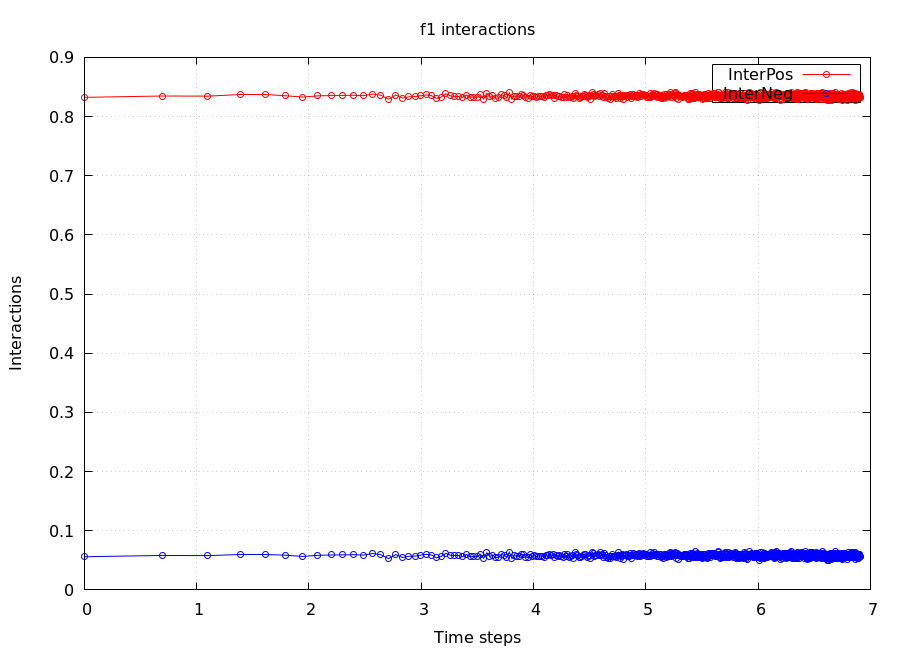 f1 interactions
0.9
0.8
0.7
0.6
0.5
0.4
0.3
0.2
0.1
0
InterPos
InterNeg
Interactions
0 1 2 3 4 5 6 7
Time steps